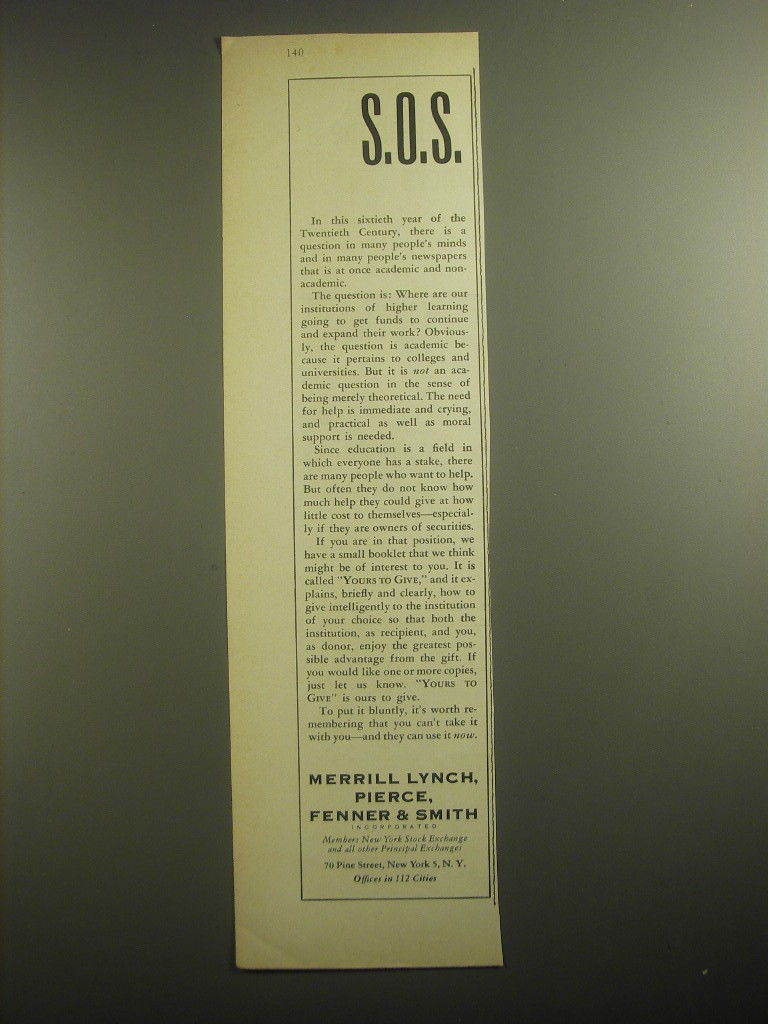 140
S.O.S.
In this sixtieth year of the
Twentieth Century, there is a
question in many people's minds
and in many people's newspapers
that is at once academic and non-
academic.
The question is: Where are our
institutions of higher learning
going to get funds to continue
and expand their work? Obvious-
ly, the question is academic be-
cause it pertains to colleges and
universities. But it is not an aca-
demic question in the sense of
being merely theoretical. The need
for help is immediate and crying,
and practical as well as moral
support is needed.
Since education is a field in
which everyone has a stake, there
are many people who want to help.
But often they do not know how
much help they could give at how
little cost to themselves—especial-
ly if they are owners of securities.
If you are in that position, we
have a small booklet that we think
might be of interest to you. It is
called "YOURS TO GIVE," and it ex-
plains, briefly and clearly, how to
give intelligently to the institution
of your choice so that both the
institution, as recipient, and you,
as donor, enjoy the greatest pos-
sible advantage from the gift. If
you would like one or more copies,
just let us know. "YOURS TO
GIVE" is ours to give.
To put it bluntly, it's worth re-
membering that you can't take it
with you—and they can use it now.
MERRILL LYNCH,
PIERCE,
FENNER & SMITH
INCORPORATED
Members New York Stock Exchange
and all other Principal Exchanges
70 Pine Street, New York 5, N. Y.
Offices in 112 Cities